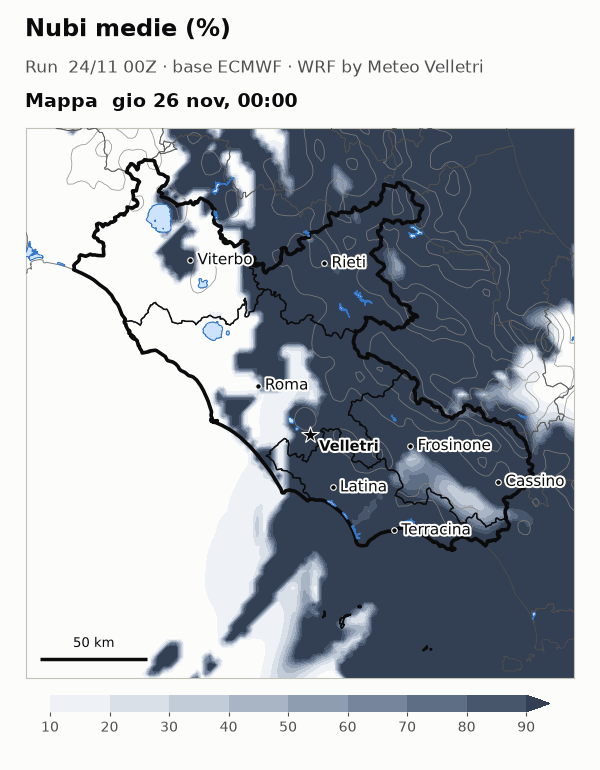 Nubi medie (%)
Run  24/11 00Z · base ECMWF · WRF by Meteo Velletri
Mappa  gio 26 nov, 00:00
Viterbo
Rieti
Roma
Velletri
Frosinone
Cassino
Latina
Terracina
50 km
10 20 30 40 50 60 70 80 90